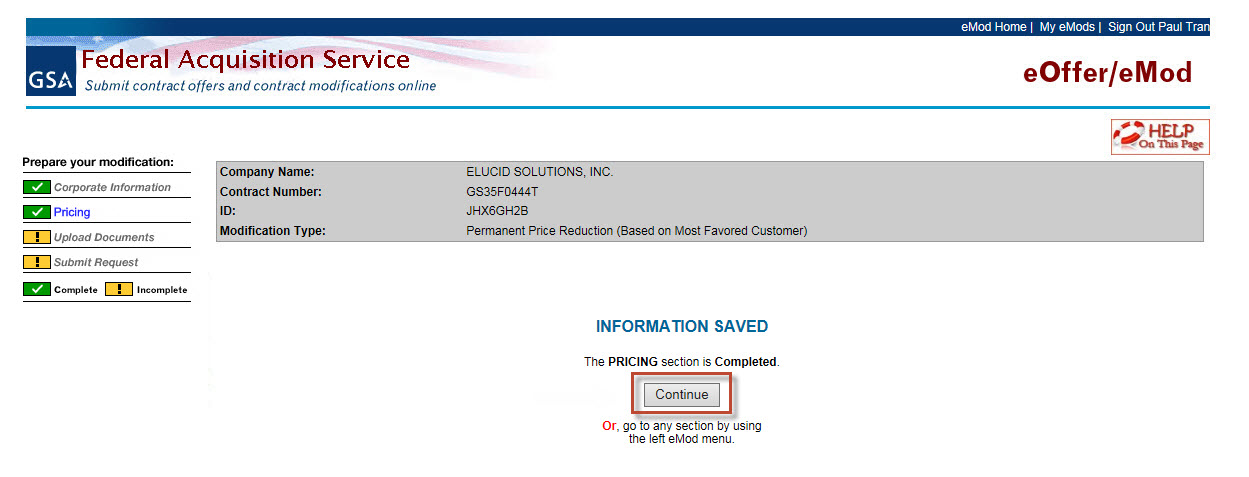 eMod Home | My eMods | Sign Out Paul Tran
GSA
Federal Acquisition Service
Submit contract offers and contract modifications online
eOffer/eMod
HELP
On This Page
Prepare your modification:
Corporate Information
Pricing
Upload Documents
Submit Request
Complete Incomplete
Company Name: ELUCID SOLUTIONS, INC.
Contract Number: GS35F0444T
ID: JHX6GH2B
Modification Type: Permanent Price Reduction (Based on Most Favored Customer)
INFORMATION SAVED
The PRICING section is Completed.
Continue
Or, go to any section by using
the left eMod menu.